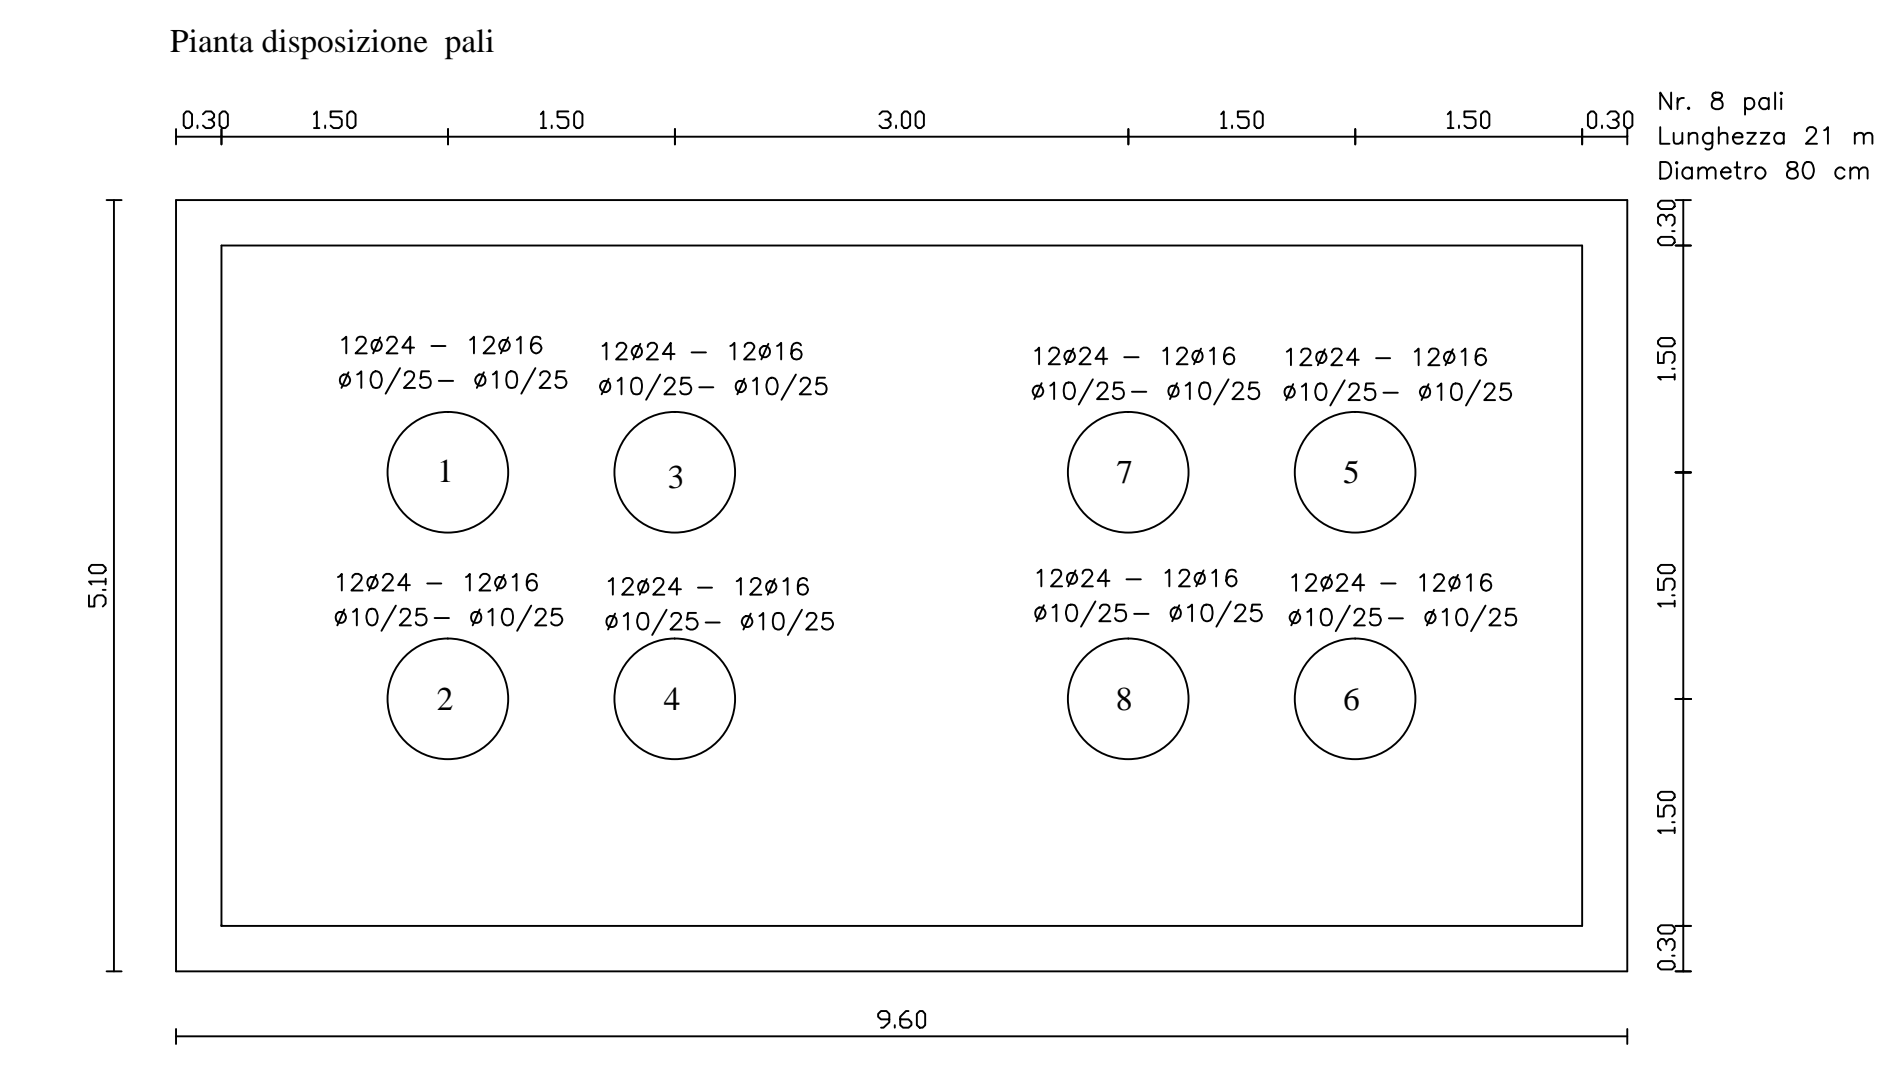 Pianta disposizione pali
0.30 1.50 1.50 3.00 1.50 1.50 0.30
Nr. 8 pali
Lunghezza 21 m
Diametro 80 cm
0.30
1.50
1.50
1.50
0.30
5.10
12ø24 – 12ø16
ø10/25– ø10/25
1
12ø24 – 12ø16
ø10/25– ø10/25
3
12ø24 – 12ø16
ø10/25– ø10/25
7
12ø24 – 12ø16
ø10/25– ø10/25
5
12ø24 – 12ø16
ø10/25– ø10/25
2
12ø24 – 12ø16
ø10/25– ø10/25
4
12ø24 – 12ø16
ø10/25– ø10/25
8
12ø24 – 12ø16
ø10/25– ø10/25
6
9.60